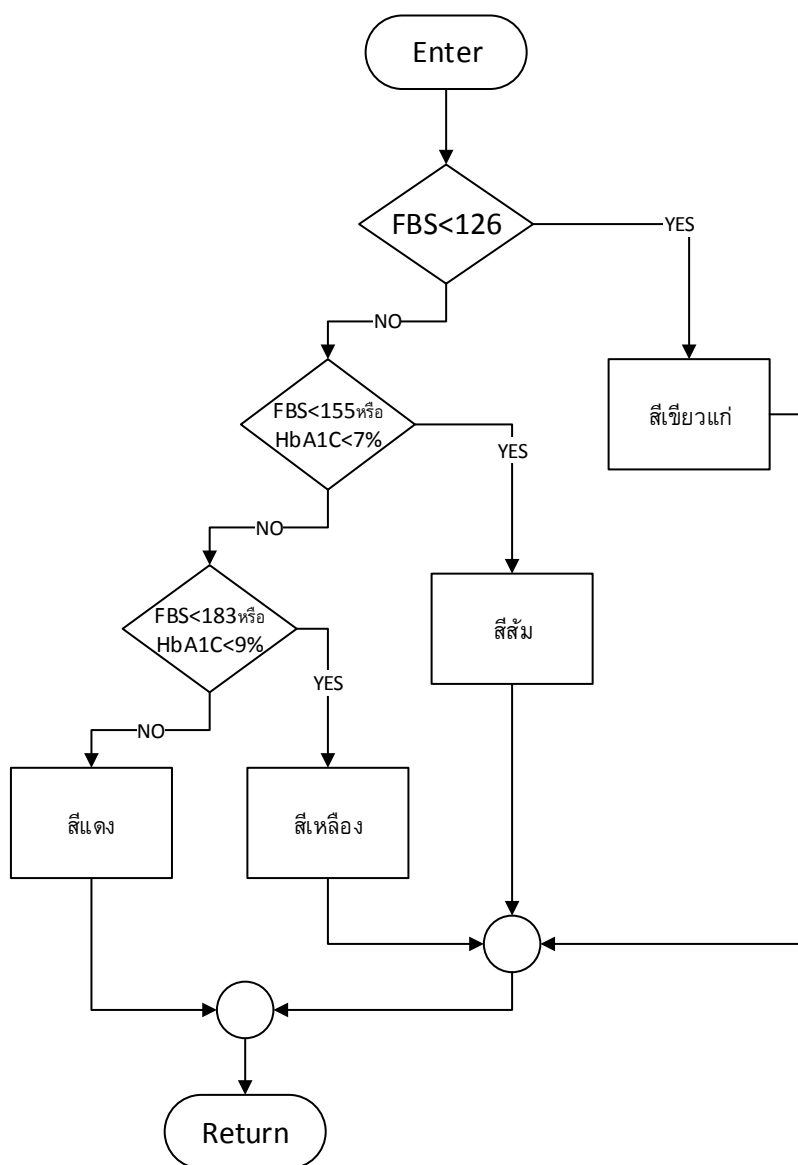 Enter
FBS<126
YES
NO
สีเขียวแก่
FBS<155หรือ
HbA1C<7%
YES
NO
สีส้ม
FBS<183หรือ
HbA1C<9%
YES
NO
สีแดง
สีเหลือง
Return